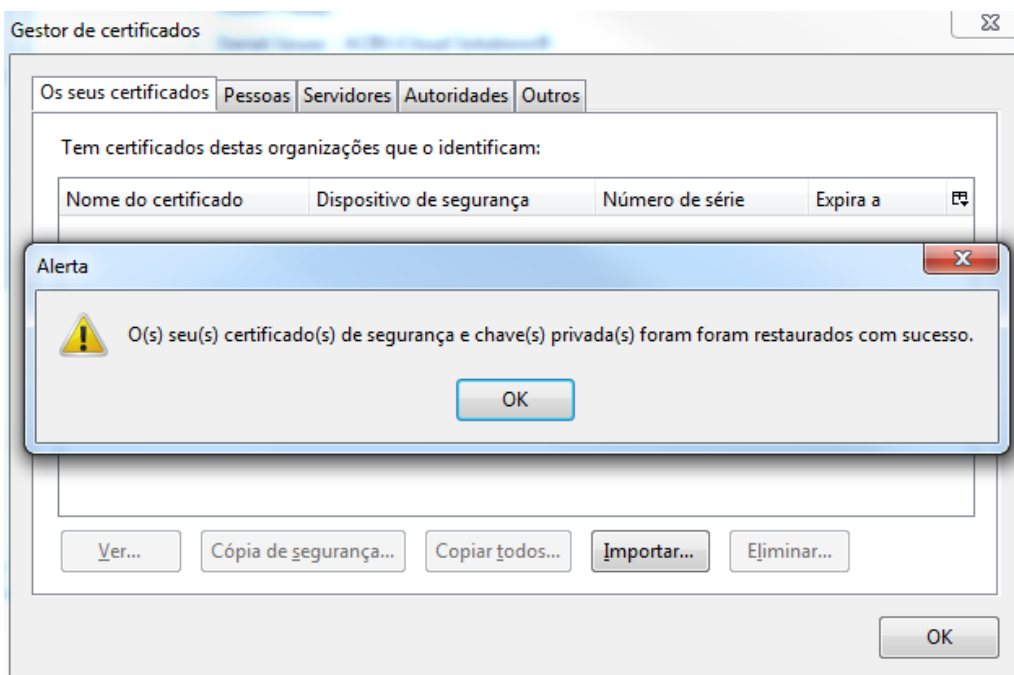 Gestor de certificados
Os seus certificados Pessoas Servidores Autoridades Outros
Tem certificados destas organizações que o identificam:
Nome do certificado Dispositivo de segurança Número de série Expira a
Alerta
O(s) seu(s) certificado(s) de segurança e chave(s) privada(s) foram foram restaurados com sucesso.
OK
Ver... Cópia de segurança... Copiar todos... Importar... Eliminar...
OK